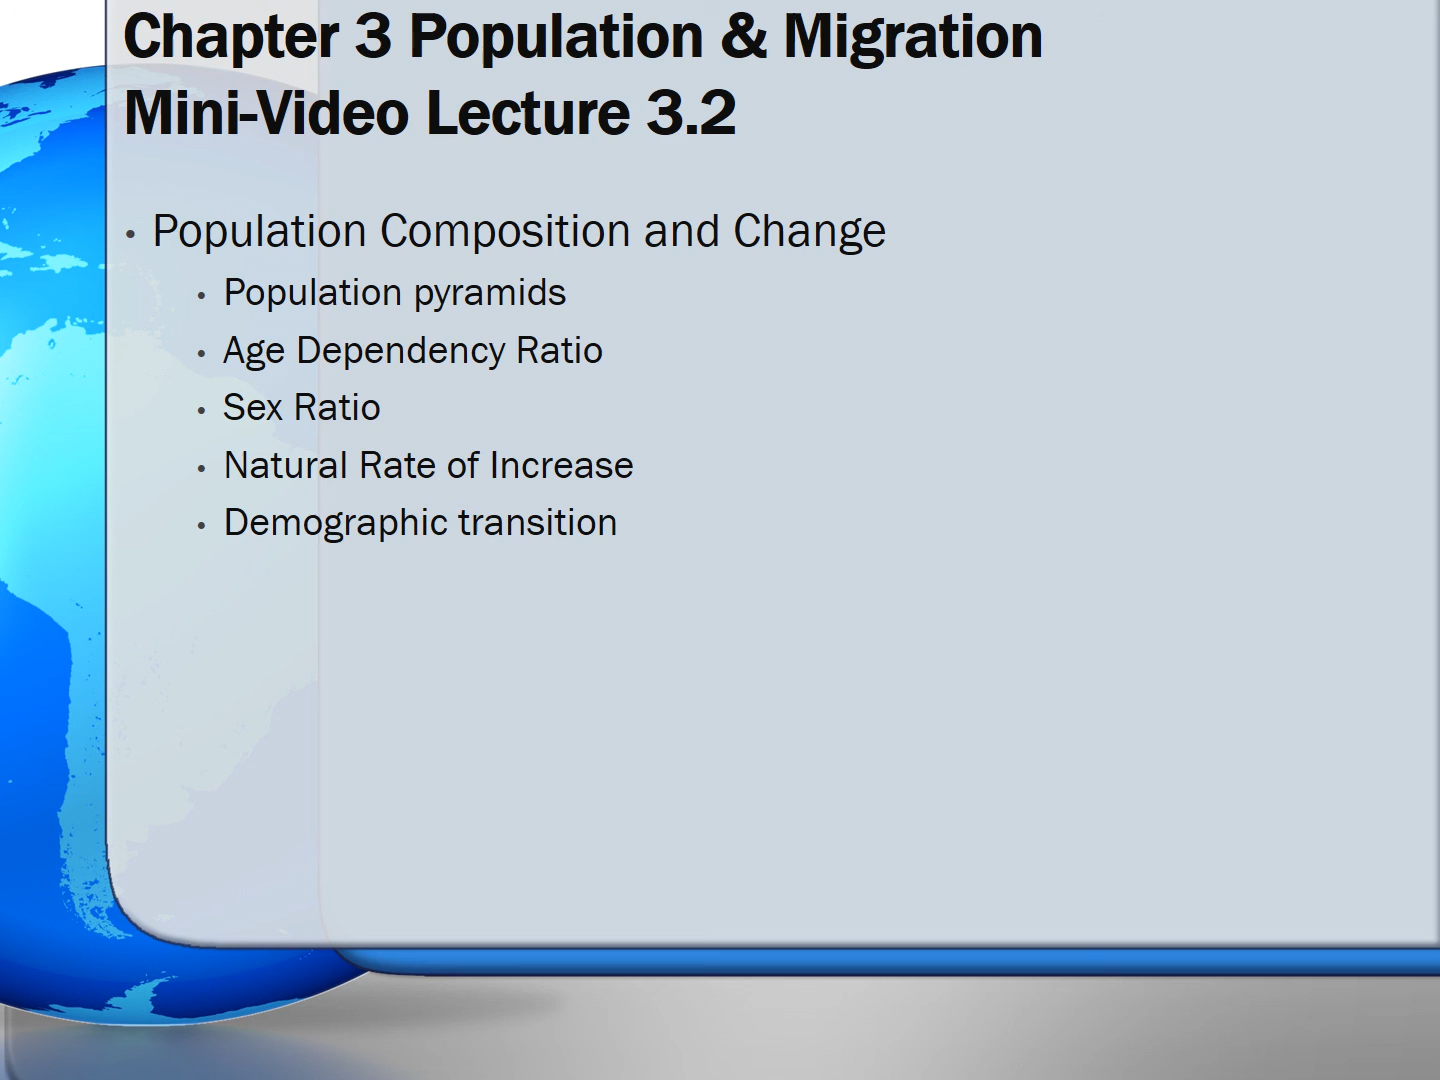 Chapter 3 Population & Migration
Mini-Video Lecture 3.2
• Population Composition and Change
• Population pyramids
• Age Dependency Ratio
• Sex Ratio
• Natural Rate of Increase
• Demographic transition